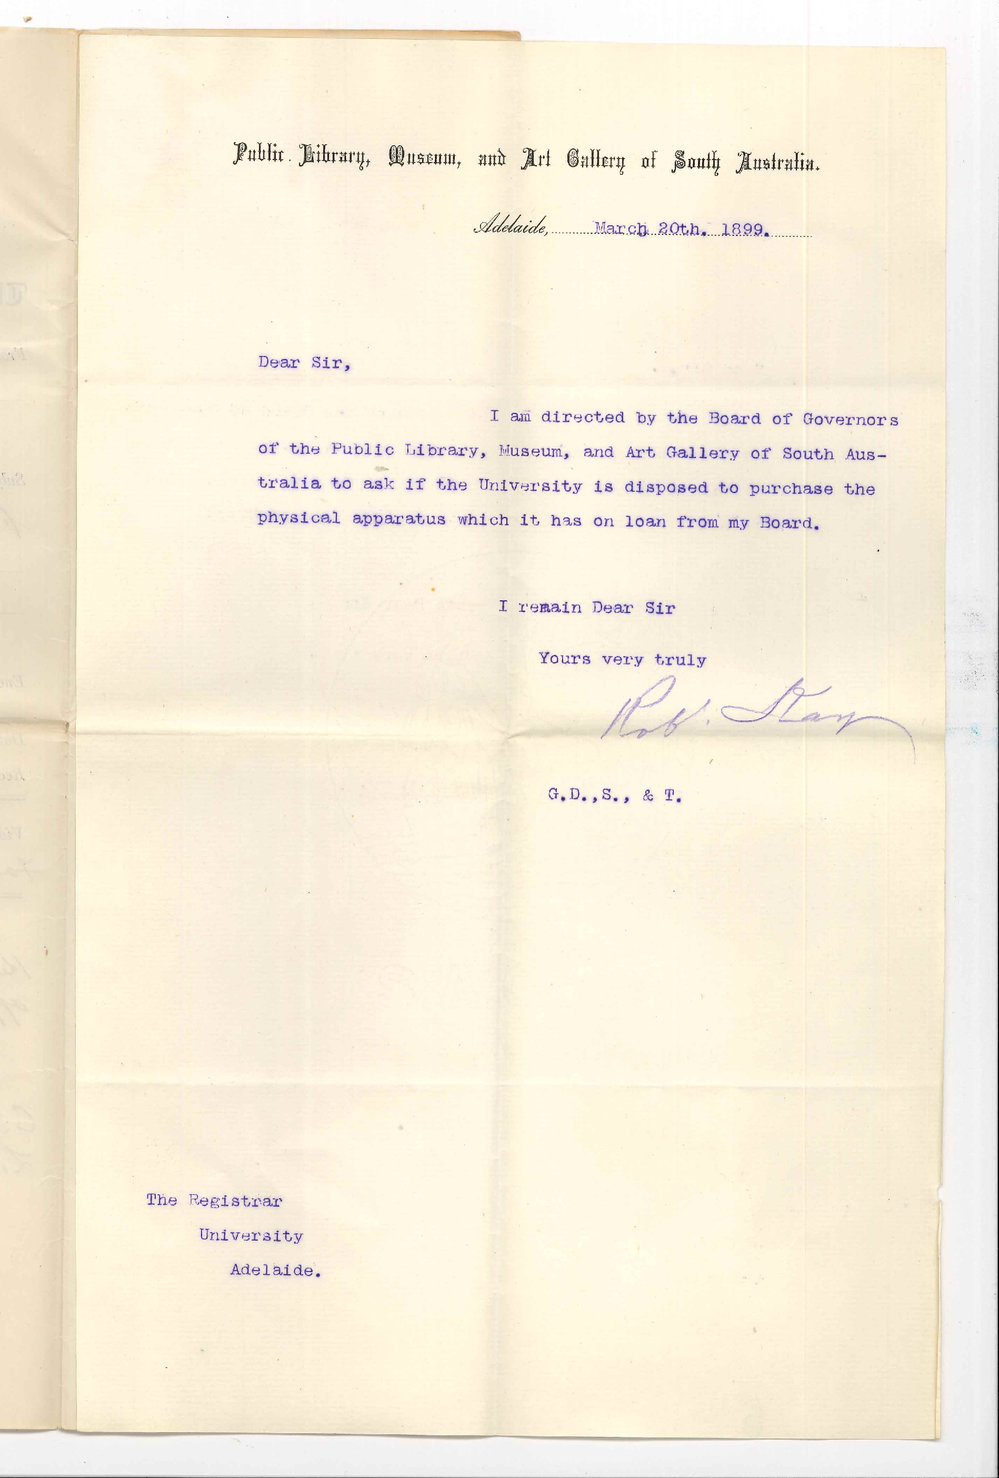 Public Library, Museum, and Art Gallery of South Australia.
Adelaide, March 20th. 1899.
Dear Sir,
I am directed by the Board of Governors
of the Public Library, Museum, and Art Gallery of South Aus-
tralia to ask if the University is disposed to purchase the
physical apparatus which it has on loan from my Board.
I remain Dear Sir
Yours very truly
Robt. Kay
G.D.,S., & T.
The Registrar
University
Adelaide.